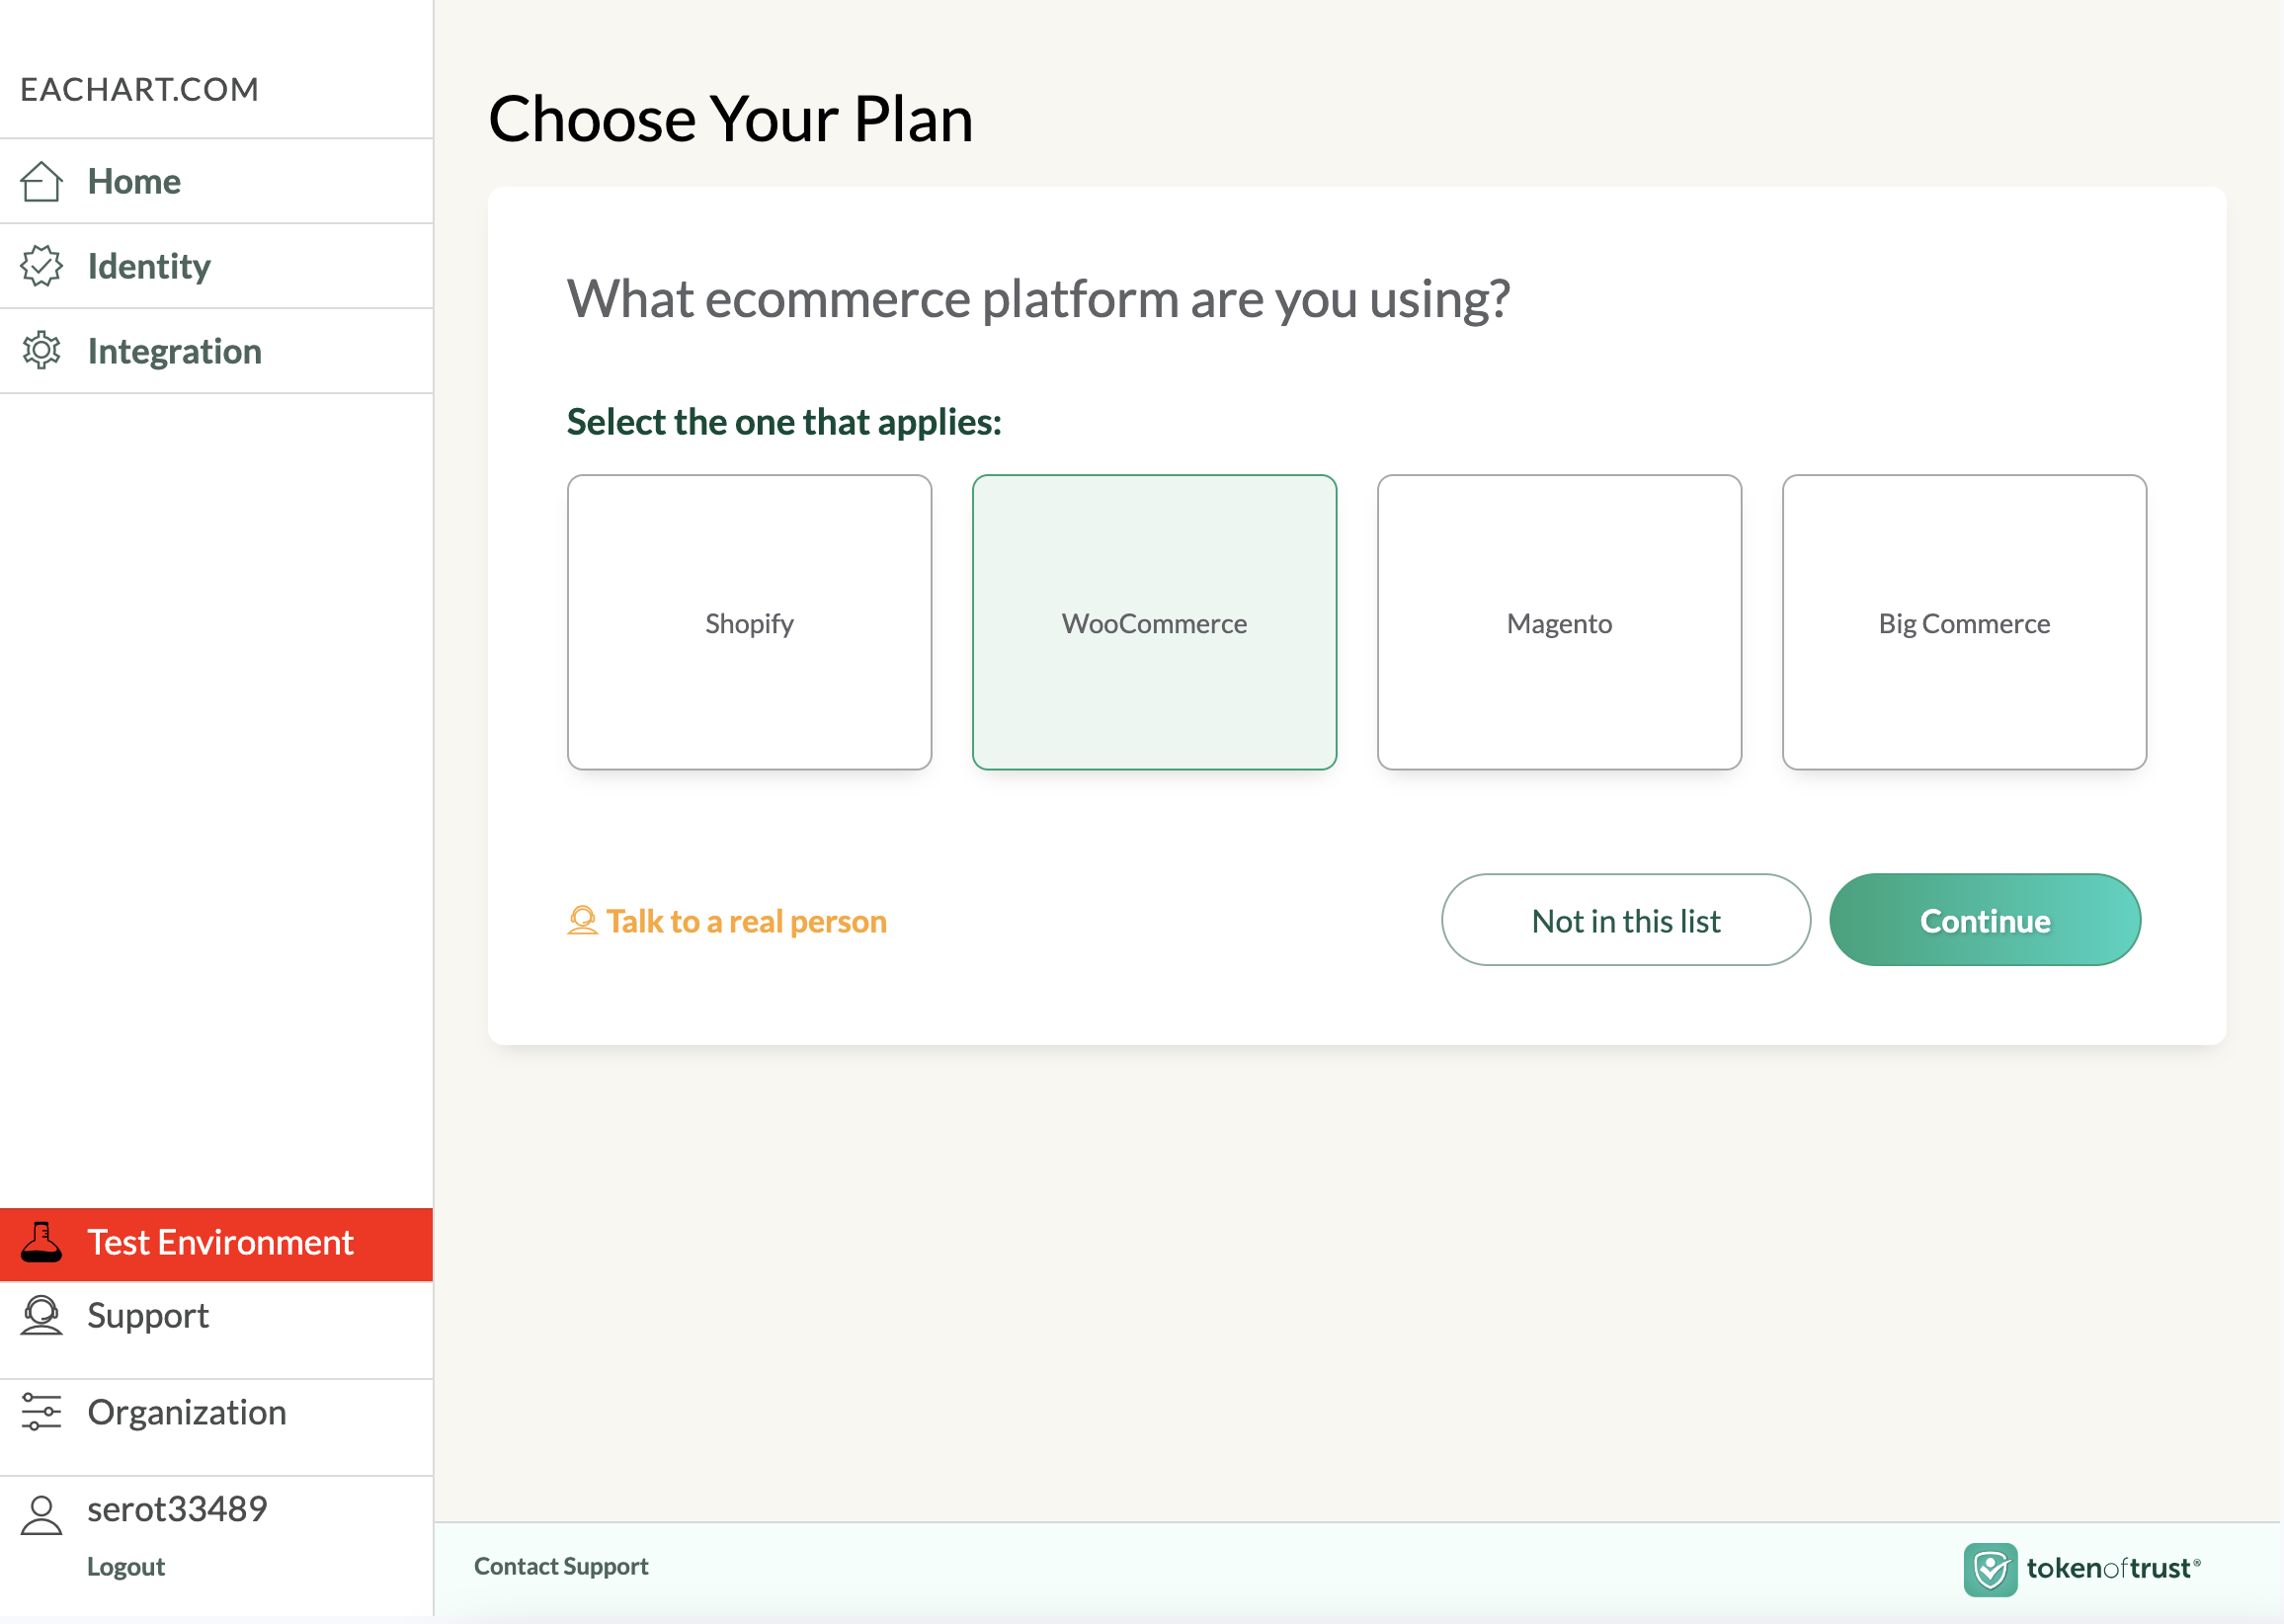 EACHART.COM
Home
Identity
Integration
Test Environment
Support
Organization
serot33489
Logout
Choose Your Plan
What ecommerce platform are you using?
Select the one that applies:
Shopify
WooCommerce
Magento
Big Commerce
Talk to a real person
Not in this list
Continue
Contact Support
tokenoftrust®